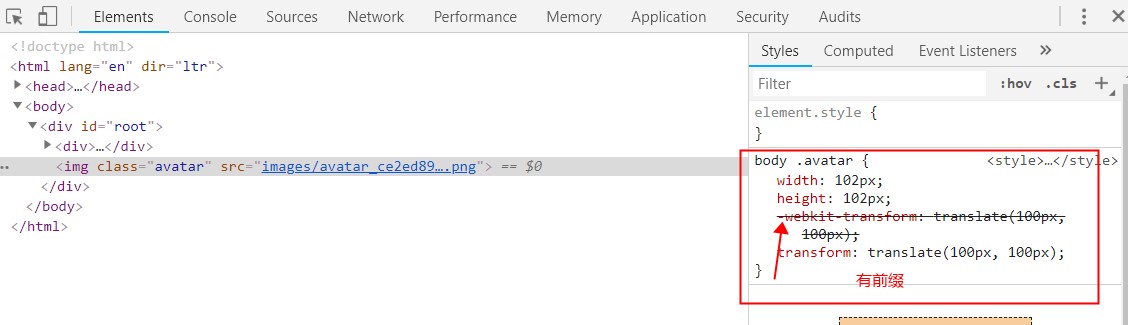 Elements Console Sources Network Performance Memory Application Security Audits
<!doctype html>
<html lang="en" dir="ltr">
<head>…</head>
<body>
<div id="root">
<div>…</div>
<img class="avatar" src="images/avatar_ce2ed89….png"> == $0
</div>
</body>
</html>
Styles Computed Event Listeners
Filter :hov .cls
element.style {
}
body .avatar { <style>…</style>
width: 102px;
height: 102px;
-webkit-transform: translate(100px,
100px);
transform: translate(100px, 100px);
}
有前缀